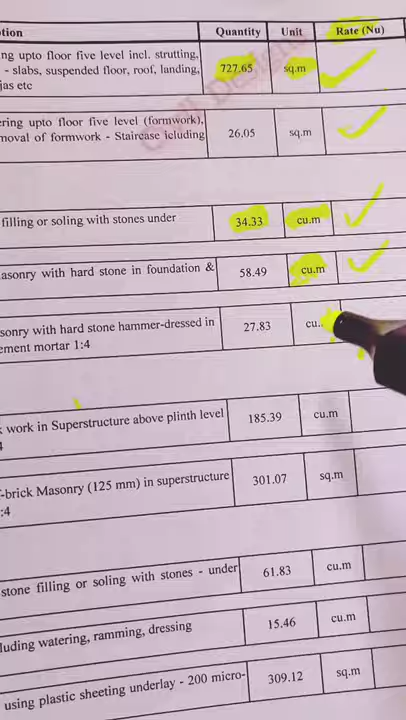 ption Quantity Unit Rate (Nu)
ng upto floor five level incl. strutting,
- slabs, suspended floor, roof, landing, 727.65 sq.m
jas etc
ering upto floor five level (formwork),
moval of formwork - Staircase icluding 26.05 sq.m
filling or soling with stones under 34.33 cu.m
asonry with hard stone in foundation & 58.49 cu.m
sonry with hard stone hammer-dressed in 27.83 cu.
ement mortar 1:4
k work in Superstructure above plinth level 185.39 cu.m
4
-brick Masonry (125 mm) in superstructure 301.07 sq.m
:4
stone filling or soling with stones - under 61.83 cu.m
luding watering, ramming, dressing 15.46 cu.m
using plastic sheeting underlay - 200 micro- 309.12 sq.m